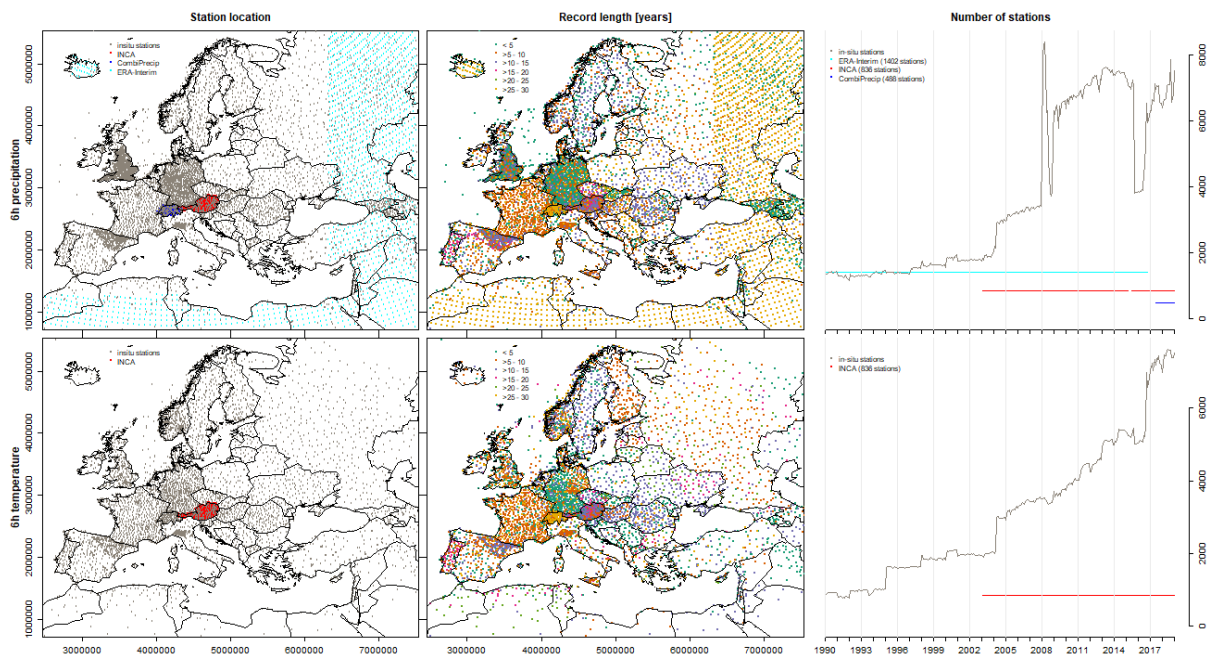 Station location
Record length [years]
Number of stations
6h precipitation
1000000 2000000 3000000 4000000 5000000
insitu stations
INCA
CombiPrecip
ERA-Interim
< 5
>5 - 10
>10 - 15
>15 - 20
>20 - 25
>25 - 30
in-situ stations
ERA-Interim (1402 stations)
INCA (836 stations)
CombiPrecip (488 stations)
0 2000 4000 6000 8000
6h temperature
1000000 2000000 3000000 4000000 5000000
insitu stations
INCA
< 5
>5 - 10
>10 - 15
>15 - 20
>20 - 25
>25 - 30
in-situ stations
INCA (836 stations)
0 2000 4000 6000
3000000 4000000 5000000 6000000 7000000
3000000 4000000 5000000 6000000 7000000
1990 1993 1996 1999 2002 2005 2008 2011 2014 2017